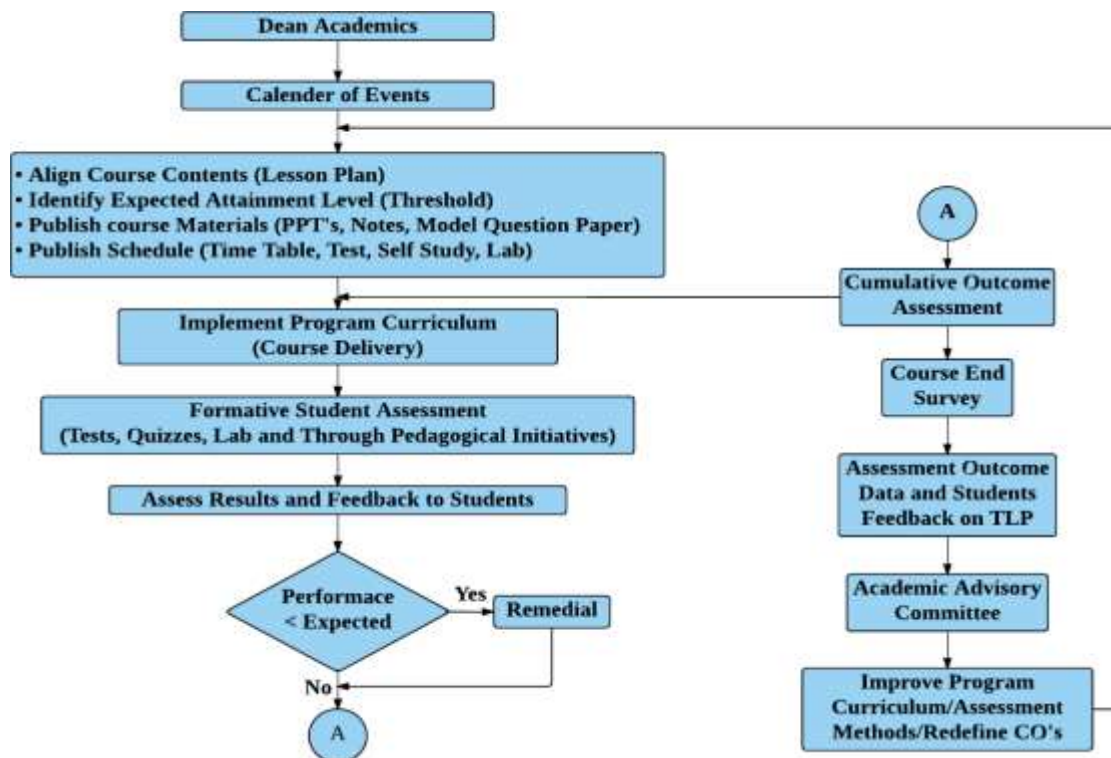 Dean Academics
Calender of Events
• Align Course Contents (Lesson Plan)
• Identify Expected Attainment Level (Threshold)
• Publish course Materials (PPT's, Notes, Model Question Paper)
• Publish Schedule (Time Table, Test, Self Study, Lab)
Implement Program Curriculum
(Course Delivery)
Formative Student Assessment
(Tests, Quizzes, Lab and Through Pedagogical Initiatives)
Assess Results and Feedback to Students
Performace
< Expected
Yes
Remedial
No
A
A
Cumulative Outcome
Assessment
Course End
Survey
Assessment Outcome
Data and Students
Feedback on TLP
Academic Advisory
Committee
Improve Program
Curriculum/Assessment
Methods/Redefine CO's